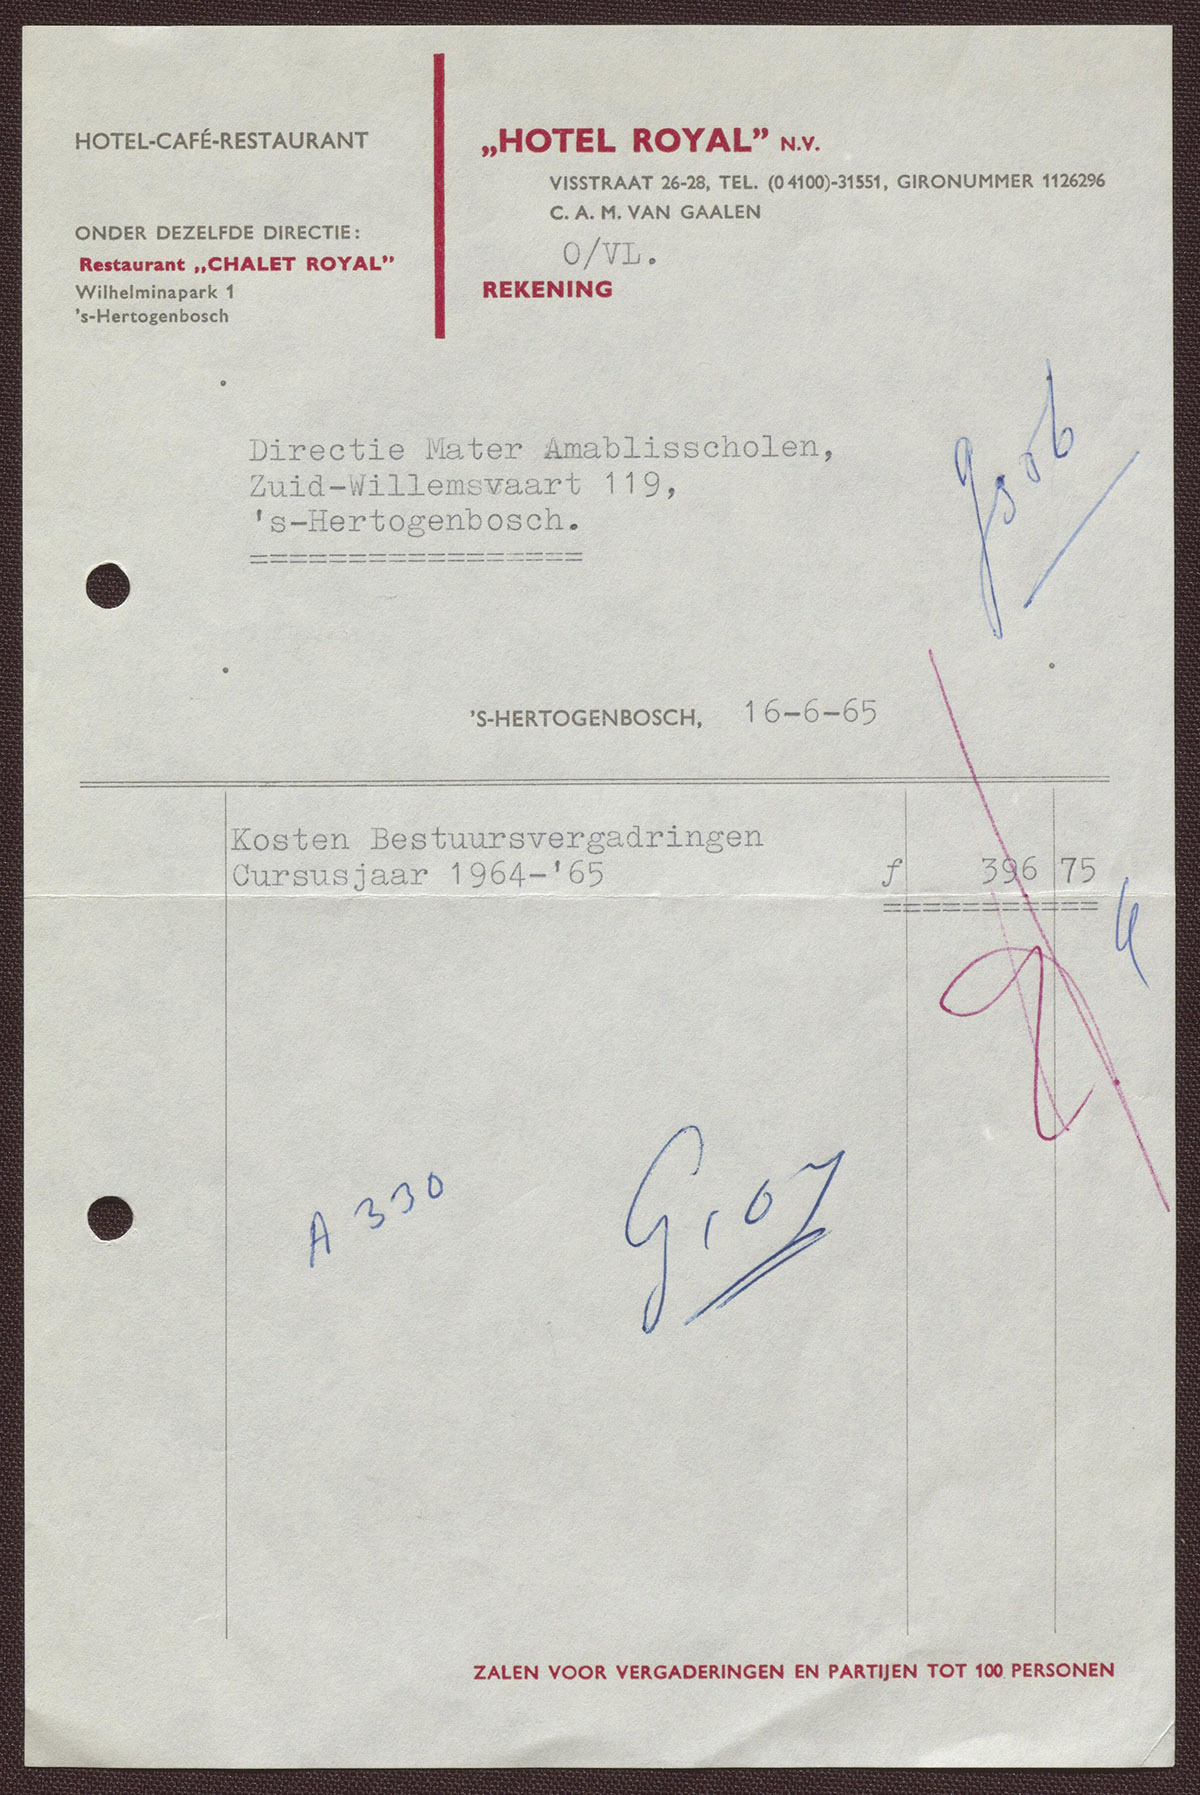 HOTEL-CAFÉ-RESTAURANT
ONDER DEZELFDE DIRECTIE:
Restaurant „CHALET ROYAL”
Wilhelminapark 1
's-Hertogenbosch
„HOTEL ROYAL” N.V.
VISSTRAAT 26-28, TEL. (0 4100)-31551, GIRONUMMER 1126296
C. A. M. VAN GAALEN
O/VL.
REKENING
Directie Mater Amablisscholen,
Zuid-Willemsvaart 119,
's-Hertogenbosch.
'S-HERTOGENBOSCH, 16-6-65
Kosten Bestuursvergadringen
Cursusjaar 1964-'65 f 396 75
A 330
ZALEN VOOR VERGADERINGEN EN PARTIJEN TOT 100 PERSONEN